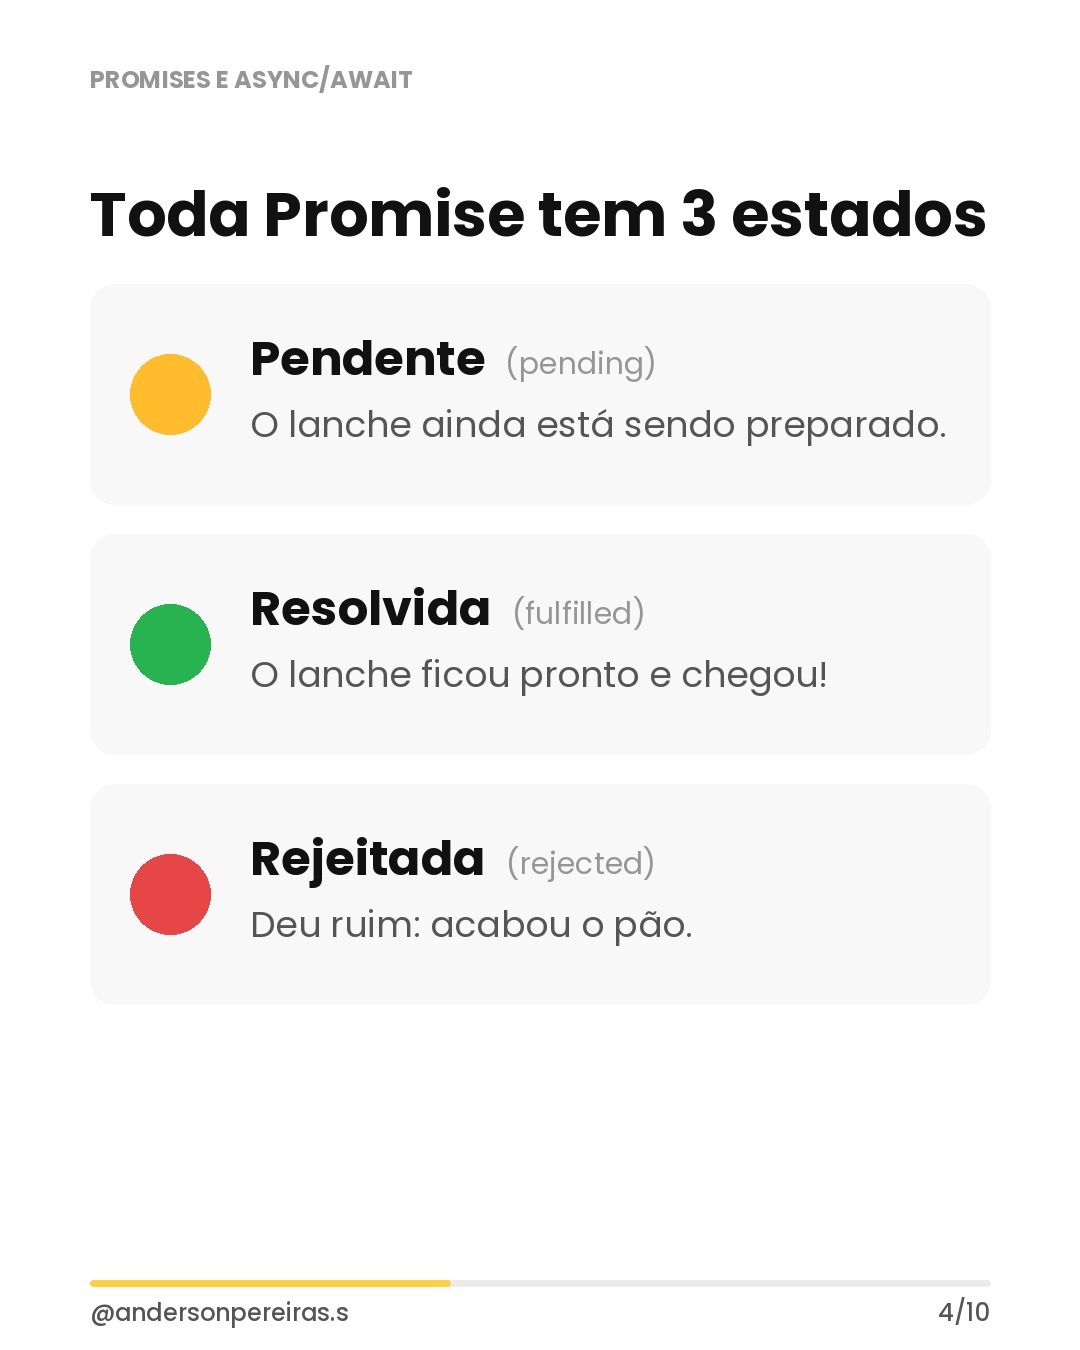 PROMISES E ASYNC/AWAIT
Toda Promise tem 3 estados
Pendente (pending)
O lanche ainda está sendo preparado.
Resolvida (fulfilled)
O lanche ficou pronto e chegou!
Rejeitada (rejected)
Deu ruim: acabou o pão.
@andersonpereiras.s 4/10